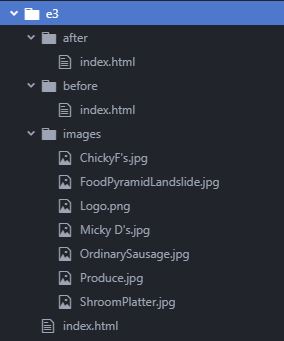 e3
after
index.html
before
index.html
images
ChickyF's.jpg
FoodPyramidLandslide.jpg
Logo.png
Micky D's.jpg
OrdinarySausage.jpg
Produce.jpg
ShroomPlatter.jpg
index.html